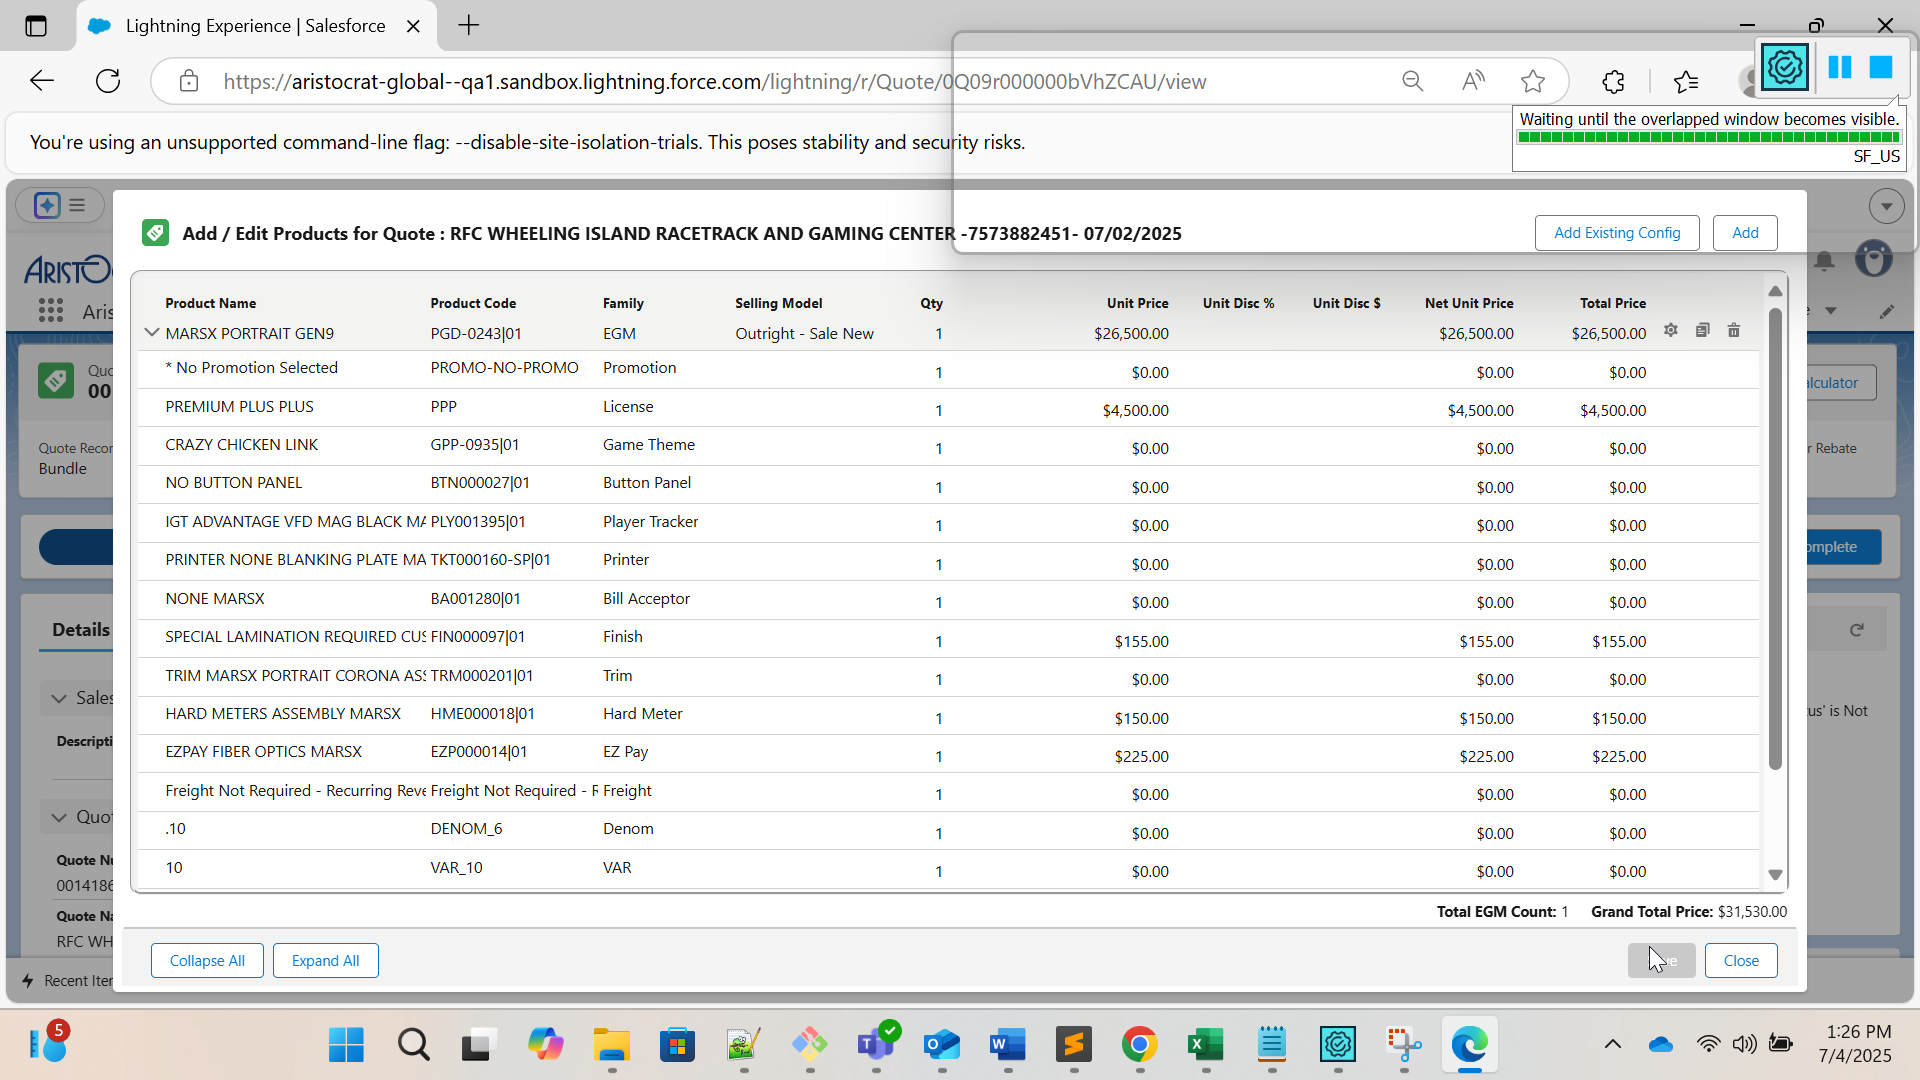 Lightning Experience | Salesforce
https://aristocrat-global--qa1.sandbox.lightning.force.com/lightning/r/Quote/0Q09r000000bVhZCAU/view
You're using an unsupported command-line flag: --disable-site-isolation-trials. This poses stability and security risks.
Waiting until the overlapped window becomes visible.
SF_US
Add / Edit Products for Quote : RFC WHEELING ISLAND RACETRACK AND GAMING CENTER -7573882451- 07/02/2025
Add Existing Config
Add
Product Name Product Code Family Selling Model Qty Unit Price Unit Disc % Unit Disc $ Net Unit Price Total Price
MARSX PORTRAIT GEN9 PGD-0243|01 EGM Outright - Sale New 1 $26,500.00 $26,500.00 $26,500.00
* No Promotion Selected PROMO-NO-PROMO Promotion 1 $0.00 $0.00 $0.00
PREMIUM PLUS PLUS PPP License 1 $4,500.00 $4,500.00 $4,500.00
CRAZY CHICKEN LINK GPP-0935|01 Game Theme 1 $0.00 $0.00 $0.00
NO BUTTON PANEL BTN000027|01 Button Panel 1 $0.00 $0.00 $0.00
IGT ADVANTAGE VFD MAG BLACK MA PLY001395|01 Player Tracker 1 $0.00 $0.00 $0.00
PRINTER NONE BLANKING PLATE MA TKT000160-SP|01 Printer 1 $0.00 $0.00 $0.00
NONE MARSX BA001280|01 Bill Acceptor 1 $0.00 $0.00 $0.00
SPECIAL LAMINATION REQUIRED CUS FIN000097|01 Finish 1 $155.00 $155.00 $155.00
TRIM MARSX PORTRAIT CORONA ASS TRM000201|01 Trim 1 $0.00 $0.00 $0.00
HARD METERS ASSEMBLY MARSX HME000018|01 Hard Meter 1 $150.00 $150.00 $150.00
EZPAY FIBER OPTICS MARSX EZP000014|01 EZ Pay 1 $225.00 $225.00 $225.00
Freight Not Required - Recurring Reve Freight Not Required - F Freight 1 $0.00 $0.00 $0.00
.10 DENOM_6 Denom 1 $0.00 $0.00 $0.00
10 VAR_10 VAR 1 $0.00 $0.00 $0.00
Total EGM Count: 1 Grand Total Price: $31,530.00
Collapse All
Expand All
Close
ARISTOC
Aris
Quo
00
Quote Recor
Bundle
Details
Sales
Descripti
Quot
Quote Nu
0014186
Quote Na
RFC WH
Recent Iter
alculator
r Rebate
omplete
us' is Not
5
1:26 PM
7/4/2025